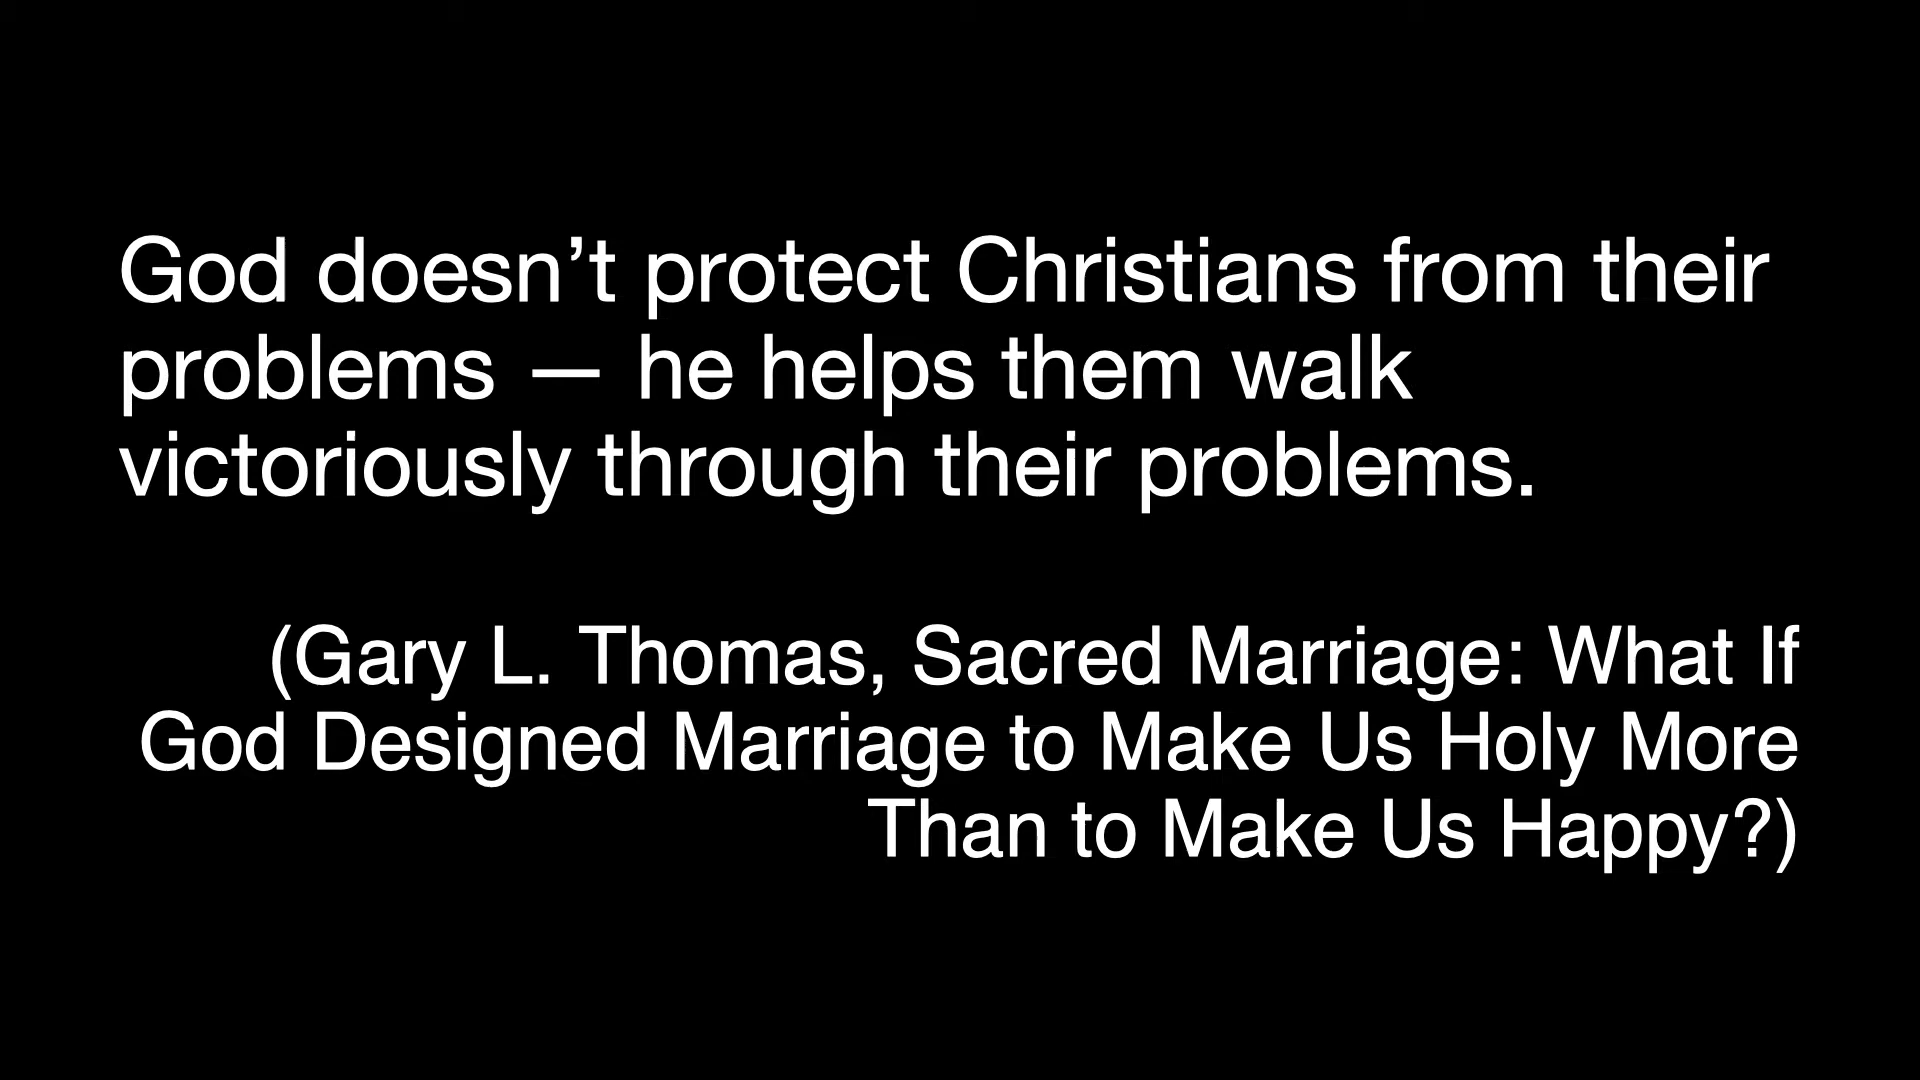 God doesn’t protect Christians from their
problems — he helps them walk
victoriously through their problems.
(Gary L. Thomas, Sacred Marriage: What If
God Designed Marriage to Make Us Holy More
Than to Make Us Happy?)